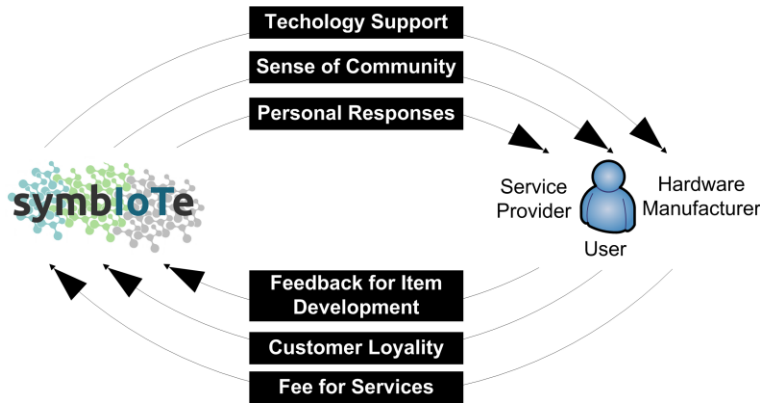 Techology Support
Sense of Community
Personal Responses
symbIoTe
Service
Provider
Hardware
Manufacturer
User
Feedback for Item
Development
Customer Loyality
Fee for Services